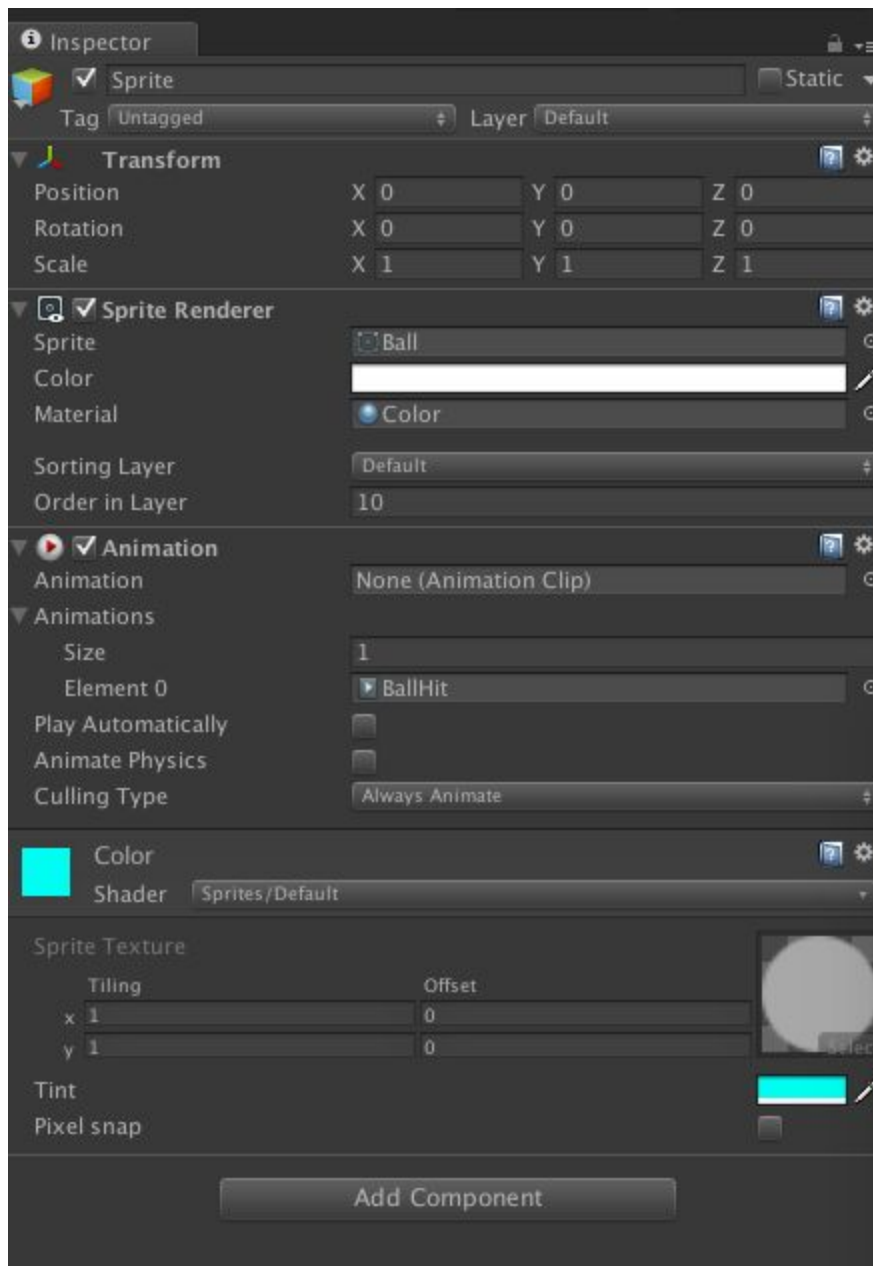 Inspector
Sprite Static
Tag Untagged Layer Default
Transform
Position X 0 Y 0 Z 0
Rotation X 0 Y 0 Z 0
Scale X 1 Y 1 Z 1
Sprite Renderer
Sprite Ball
Color
Material Color
Sorting Layer Default
Order in Layer 10
Animation
Animation None (Animation Clip)
Animations
Size 1
Element 0 BallHit
Play Automatically
Animate Physics
Culling Type Always Animate
Color
Shader Sprites/Default
Sprite Texture
Tiling Offset
x 1 0
y 1 0
Selec
Tint
Pixel snap
Add Component